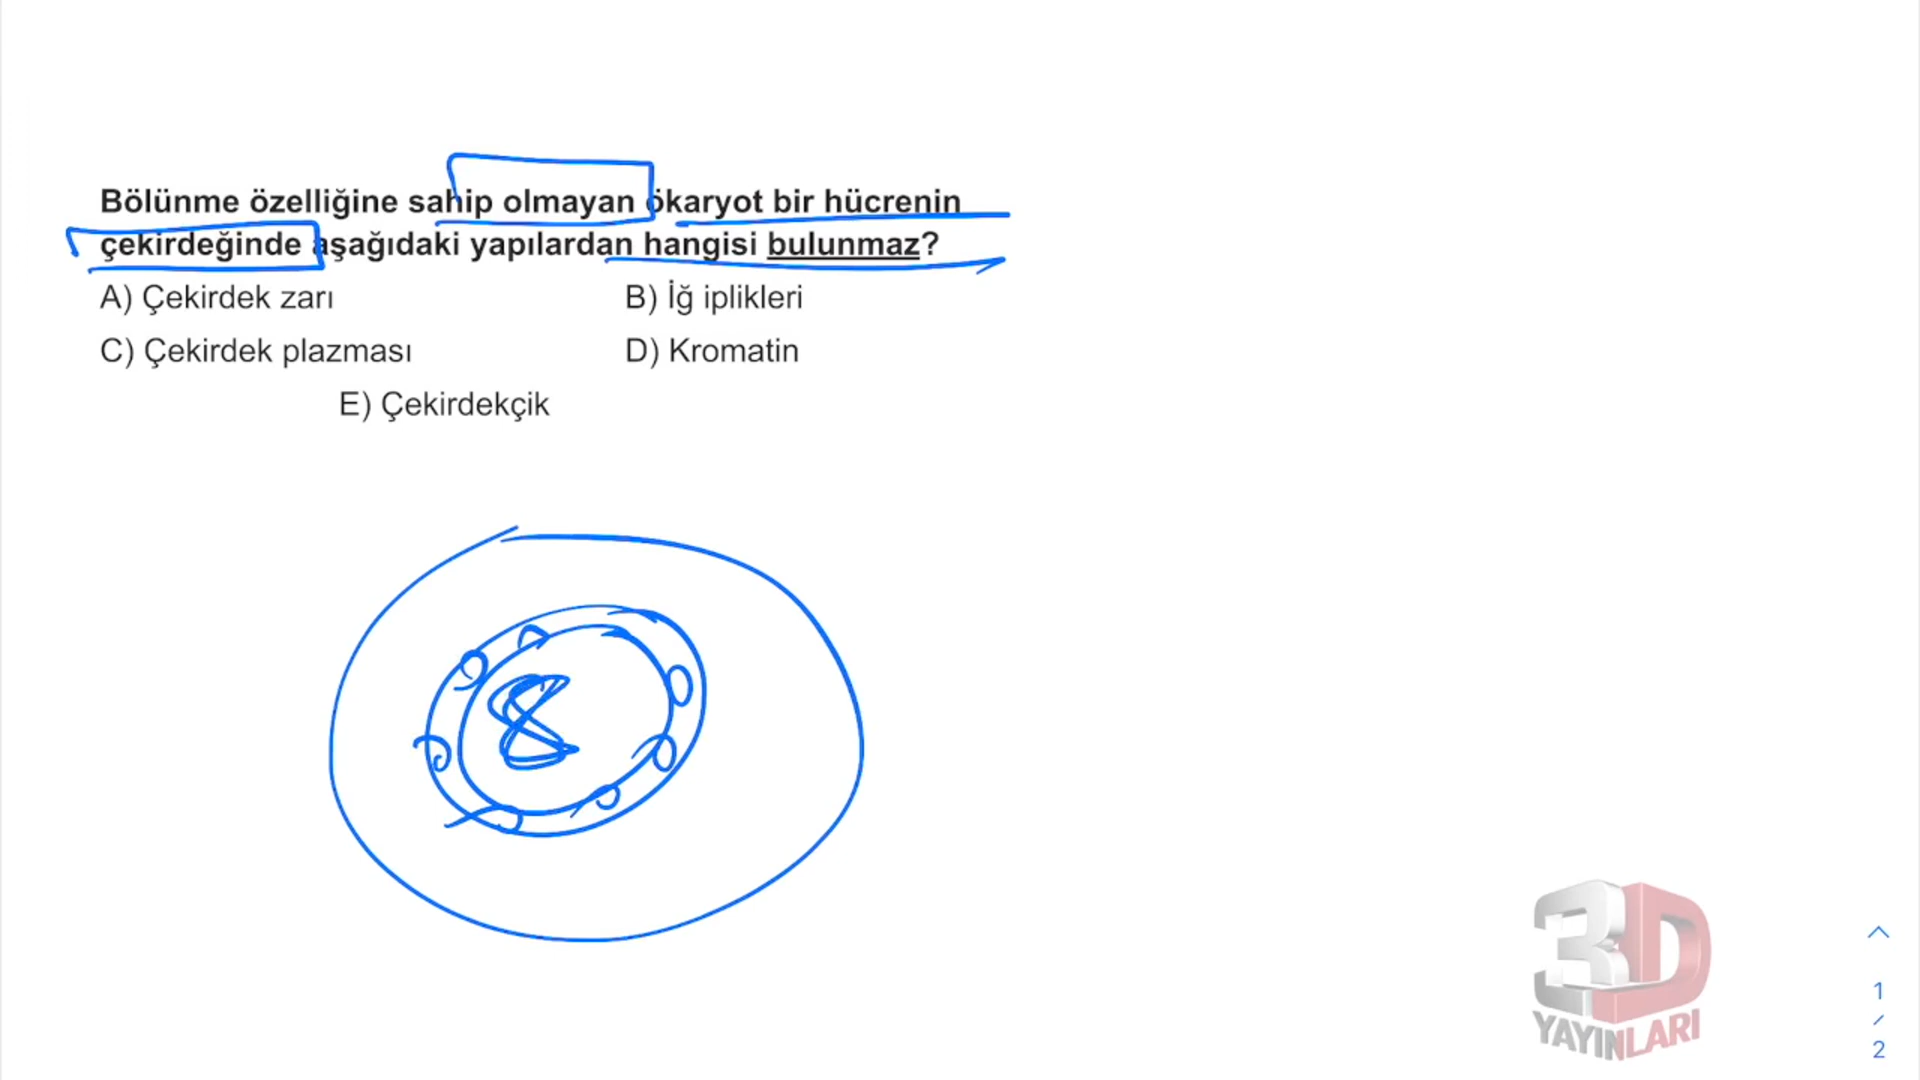 Bölünme özelliğine sahip olmayan ökaryot bir hücrenin
çekirdeğinde aşağıdaki yapılardan hangisi bulunmaz?
A) Çekirdek zarı B) İğ iplikleri
C) Çekirdek plazması D) Kromatin
E) Çekirdekçik
3D
YAYINLARI
1
/
2